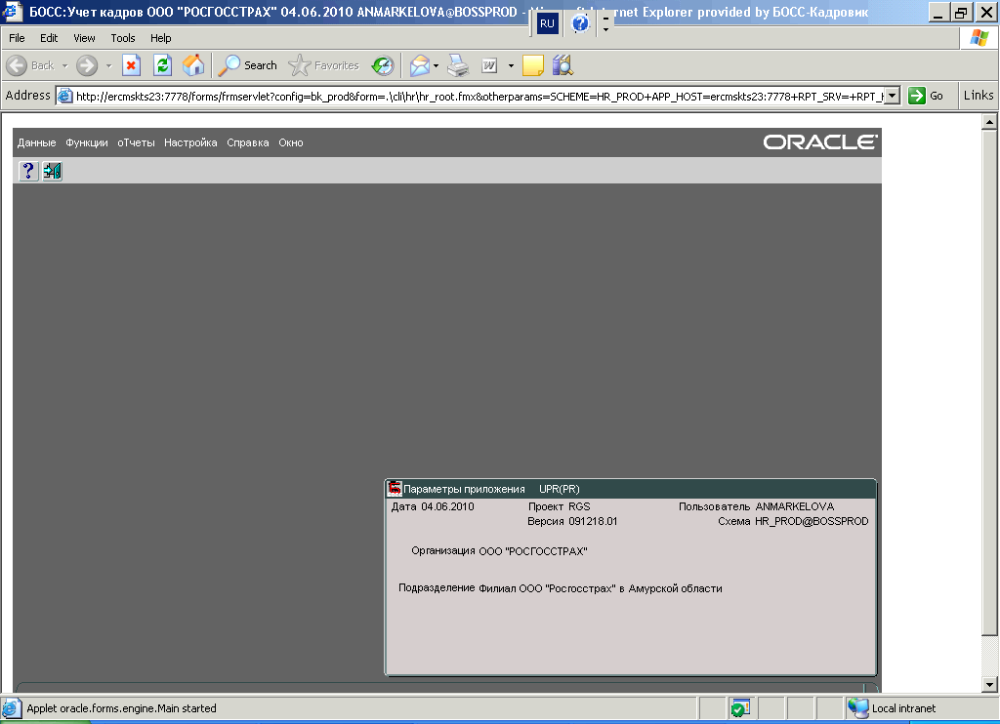 БОСС:Учет кадров ООО "РОСГОССТРАХ" 04.06.2010 ANMARKELOVA@BOSSPROD - Internet Explorer provided by БОСС-Кадровик
RU
File Edit View Tools Help
Back Search Favorites
Address http://ercmskts23:7778/forms/frmservlet?config=bk_prod&form=.\cli\hr\hr_root.fmx&otherparams=SCHEME=HR_PROD+APP_HOST=ercmskts23:7778+RPT_SRV=+RPT_ Go Links
Данные Функции оТчеты Настройка Справка Окно ORACLE
Параметры приложения UPR(PR)
Дата 04.06.2010 Проект RGS Пользователь ANMARKELOVA
Версия 091218.01 Схема HR_PROD@BOSSPROD
Организация ООО "РОСГОССТРАХ"
Подразделение Филиал ООО "Росгосстрах" в Амурской области
Applet oracle.forms.engine.Main started Local intranet